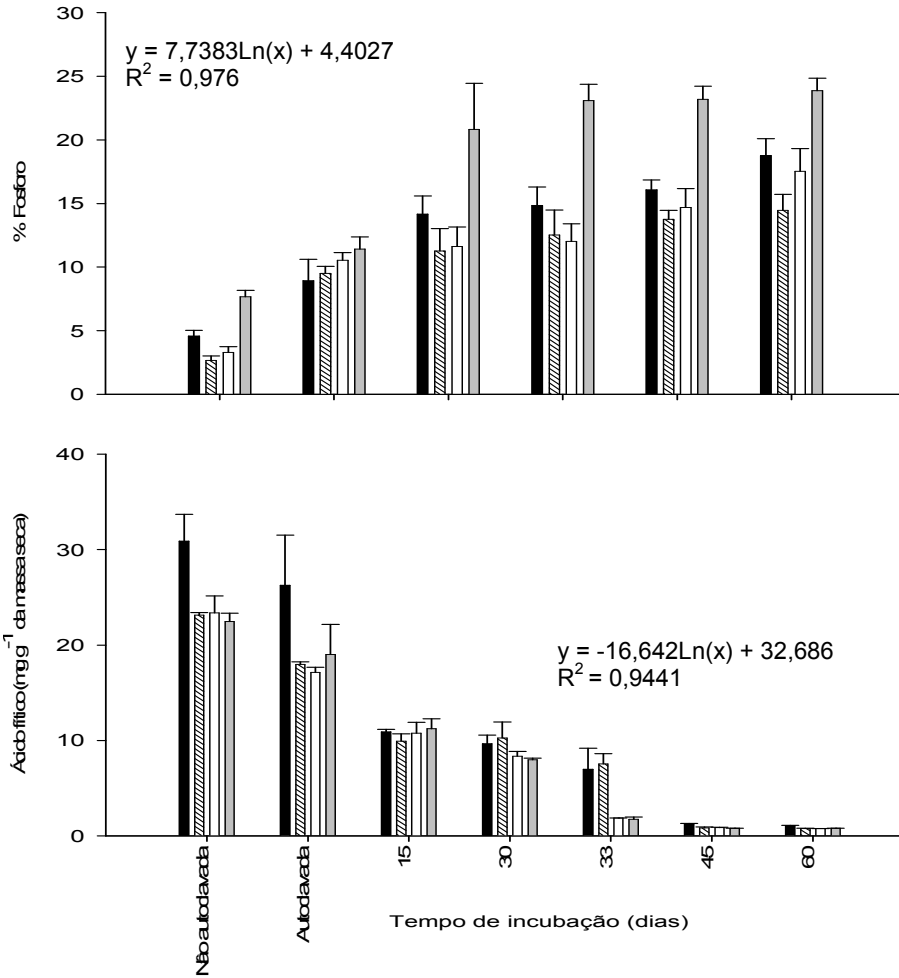 30
y = 7,7383Ln(x) + 4,4027
R² = 0,976
25
20
15
10
5
0
% Fosforo
40
30
20
10
0
Ácido fítico (mg g⁻¹ da massa seca)
y = -16,642Ln(x) + 32,686
R² = 0,9441
Não autoclavada
Autoclavada
15
30
33
45
60
Tempo de incubação (dias)